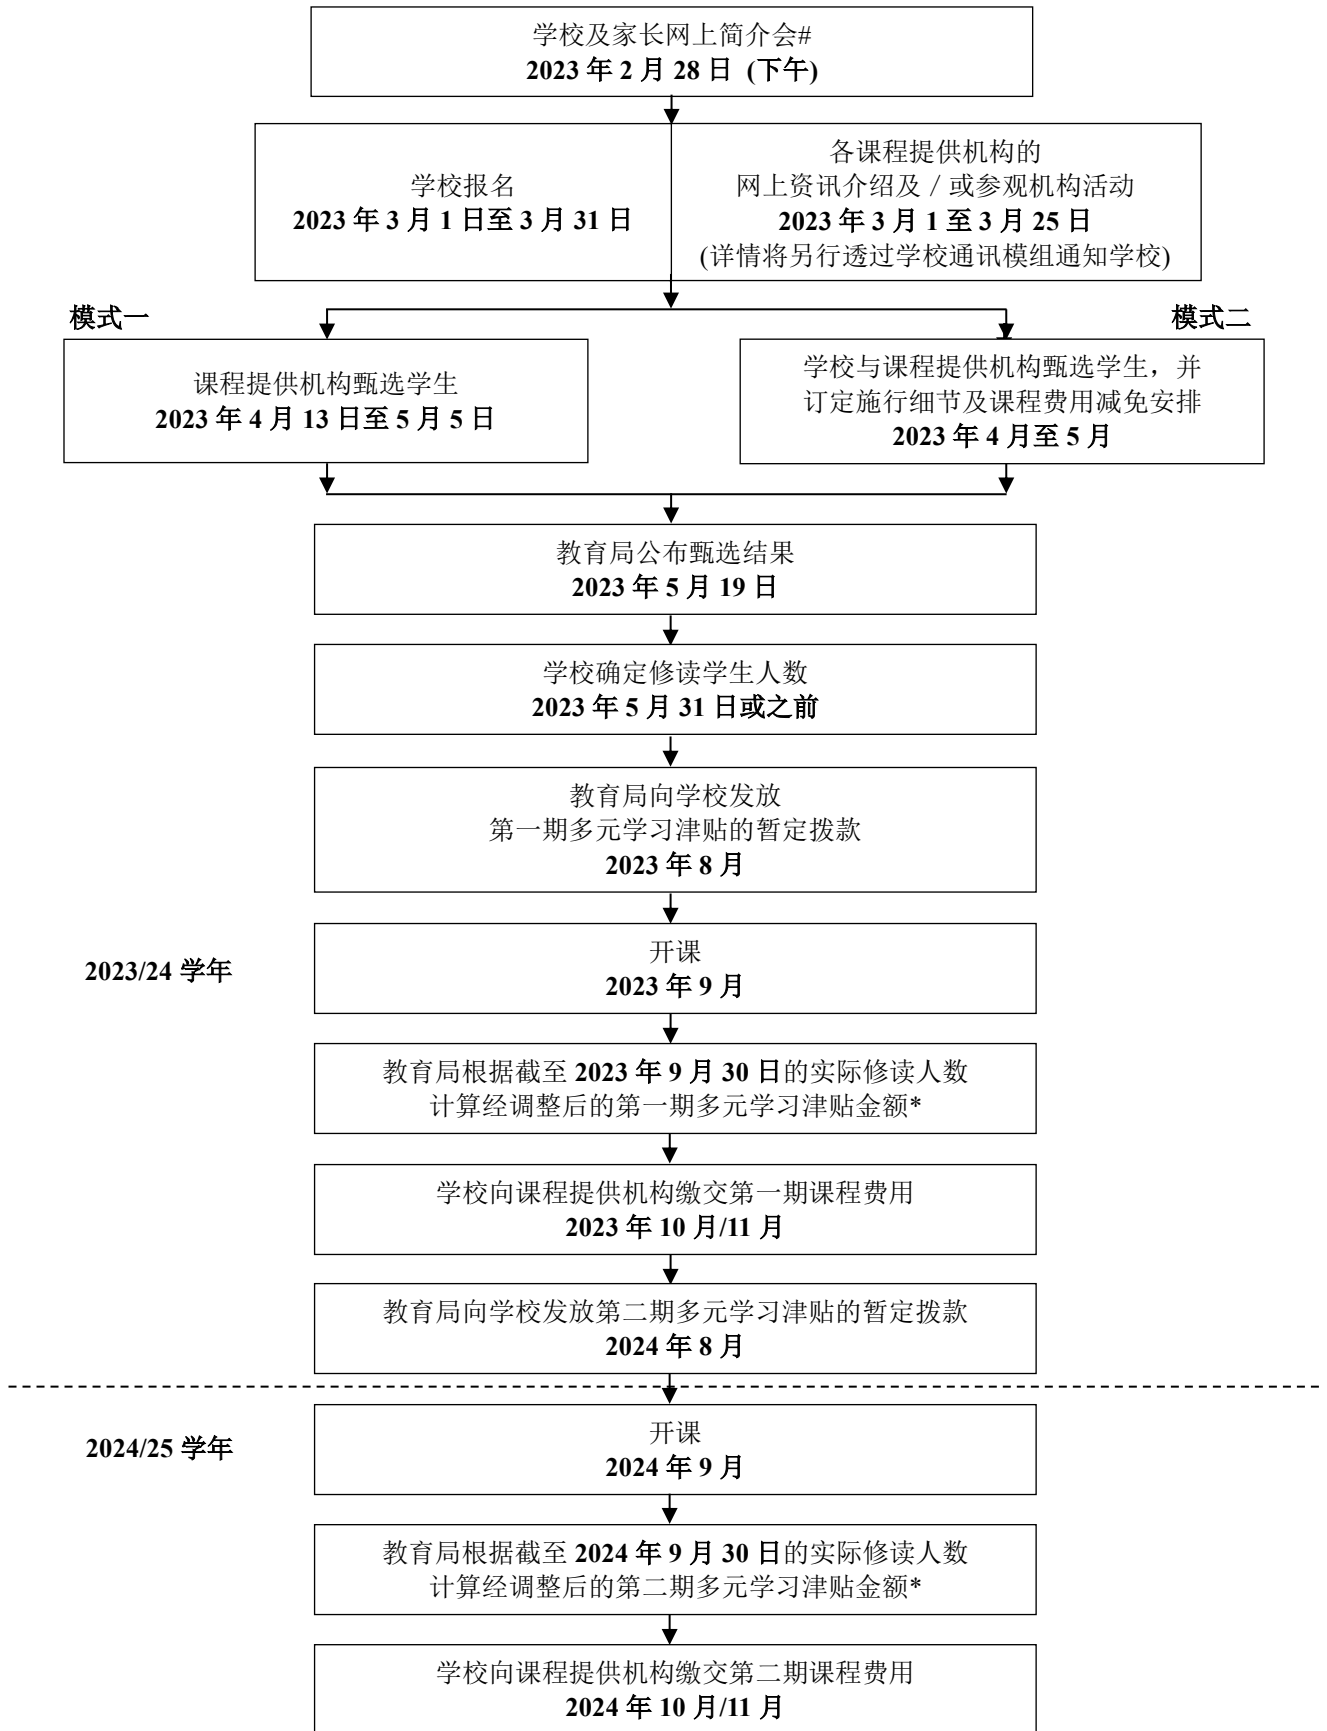 学校及家长网上简介会#
2023 年 2 月 28 日 (下午)
学校报名
2023 年 3 月 1 日至 3 月 31 日
各课程提供机构的
网上资讯介绍及／或参观机构活动
2023 年 3 月 1 至 3 月 25 日
(详情将另行透过学校通讯模组通知学校)
模式一
模式二
课程提供机构甄选学生
2023 年 4 月 13 日至 5 月 5 日
学校与课程提供机构甄选学生，并
订定施行细节及课程费用减免安排
2023 年 4 月至 5 月
教育局公布甄选结果
2023 年 5 月 19 日
学校确定修读学生人数
2023 年 5 月 31 日或之前
教育局向学校发放
第一期多元学习津贴的暂定拨款
2023 年 8 月
2023/24 学年
开课
2023 年 9 月
教育局根据截至 2023 年 9 月 30 日的实际修读人数
计算经调整后的第一期多元学习津贴金额*
学校向课程提供机构缴交第一期课程费用
2023 年 10 月/11 月
教育局向学校发放第二期多元学习津贴的暂定拨款
2024 年 8 月
2024/25 学年
开课
2024 年 9 月
教育局根据截至 2024 年 9 月 30 日的实际修读人数
计算经调整后的第二期多元学习津贴金额*
学校向课程提供机构缴交第二期课程费用
2024 年 10 月/11 月